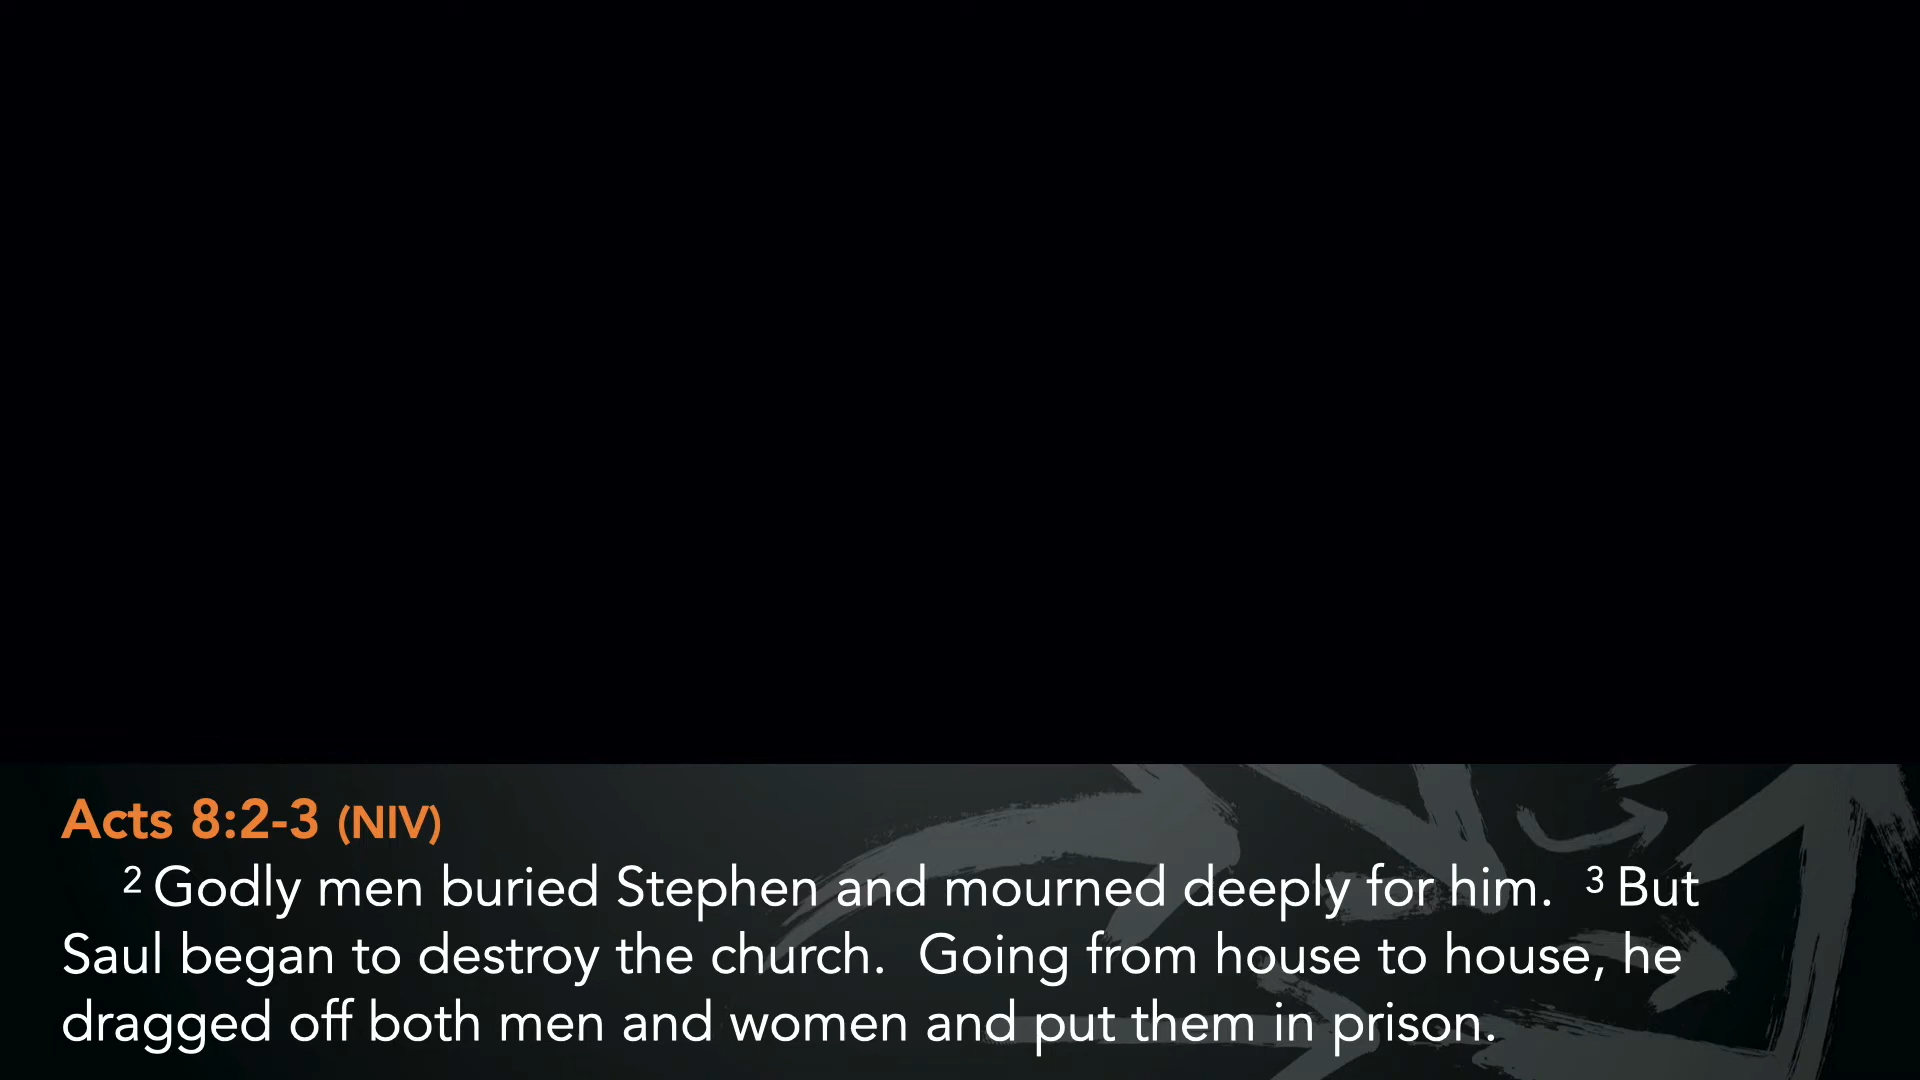 Acts 8:2-3 (NIV)
2 Godly men buried Stephen and mourned deeply for him. 3 But
Saul began to destroy the church. Going from house to house, he
dragged off both men and women and put them in prison.